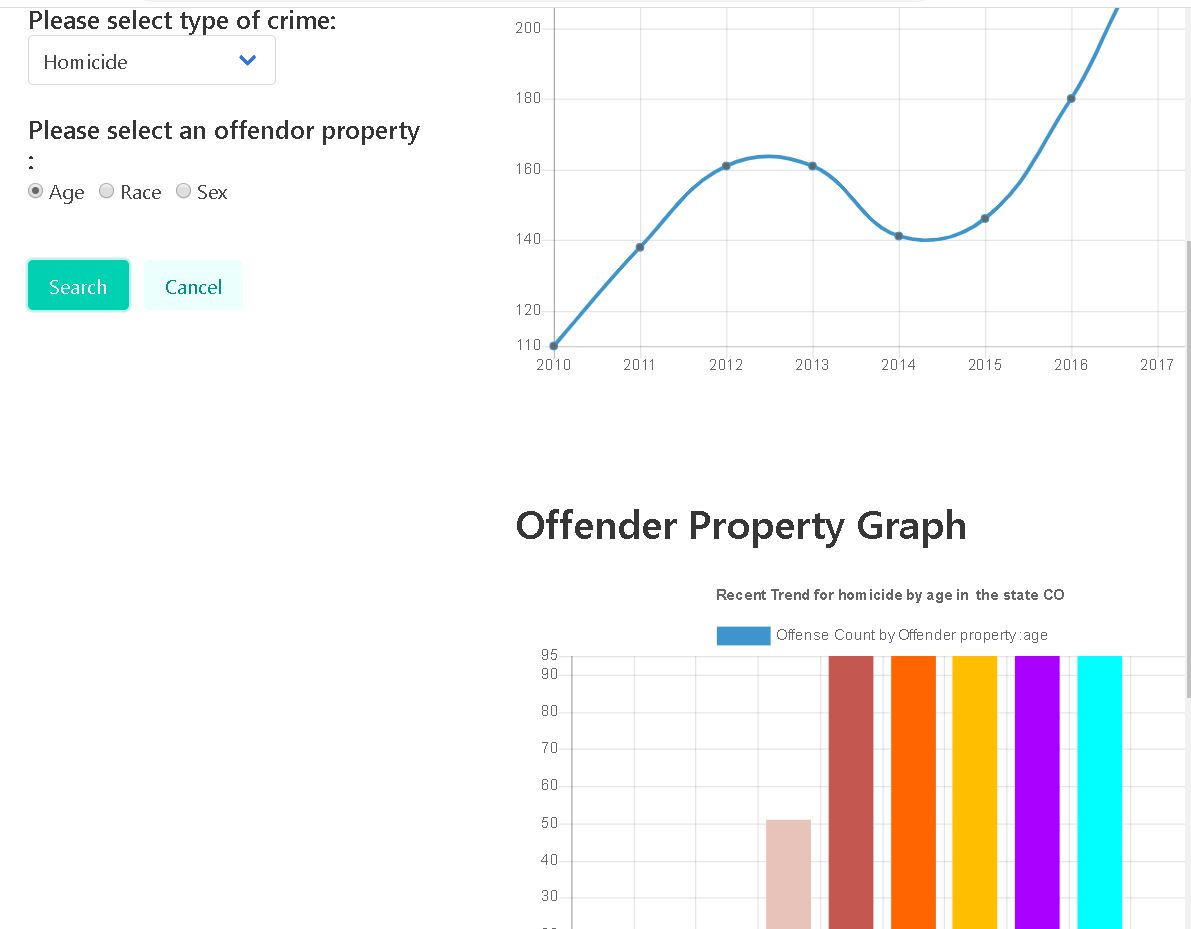 Please select type of crime:
Homicide
Please select an offendor property
:
Age Race Sex
Search Cancel
200
180
160
140
120
110
2010 2011 2012 2013 2014 2015 2016 2017
Offender Property Graph
Recent Trend for homicide by age in the state CO
Offense Count by Offender property:age
95
90
80
70
60
50
40
30